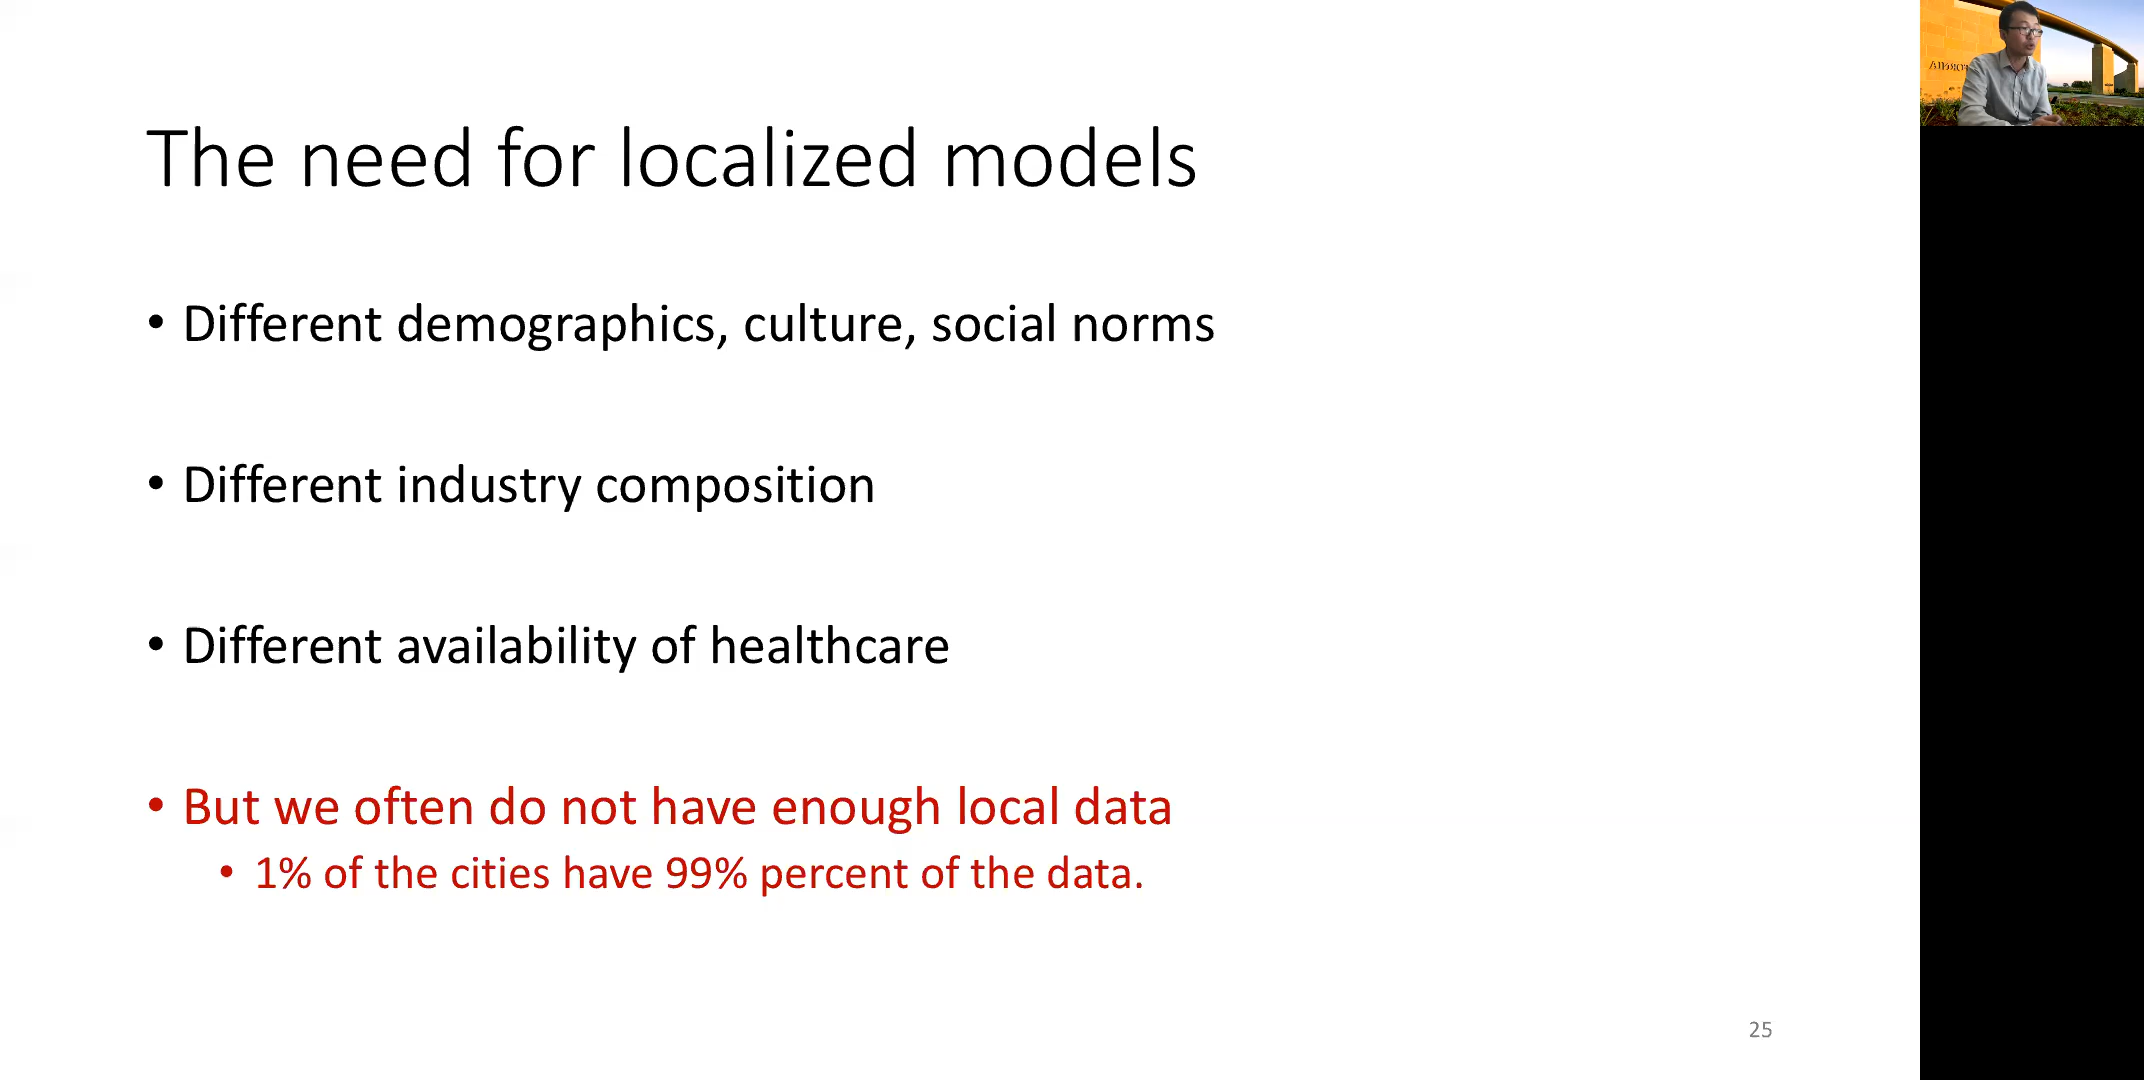 The need for localized models
• Different demographics, culture, social norms
• Different industry composition
• Different availability of healthcare
• But we often do not have enough local data
• 1% of the cities have 99% percent of the data.
25